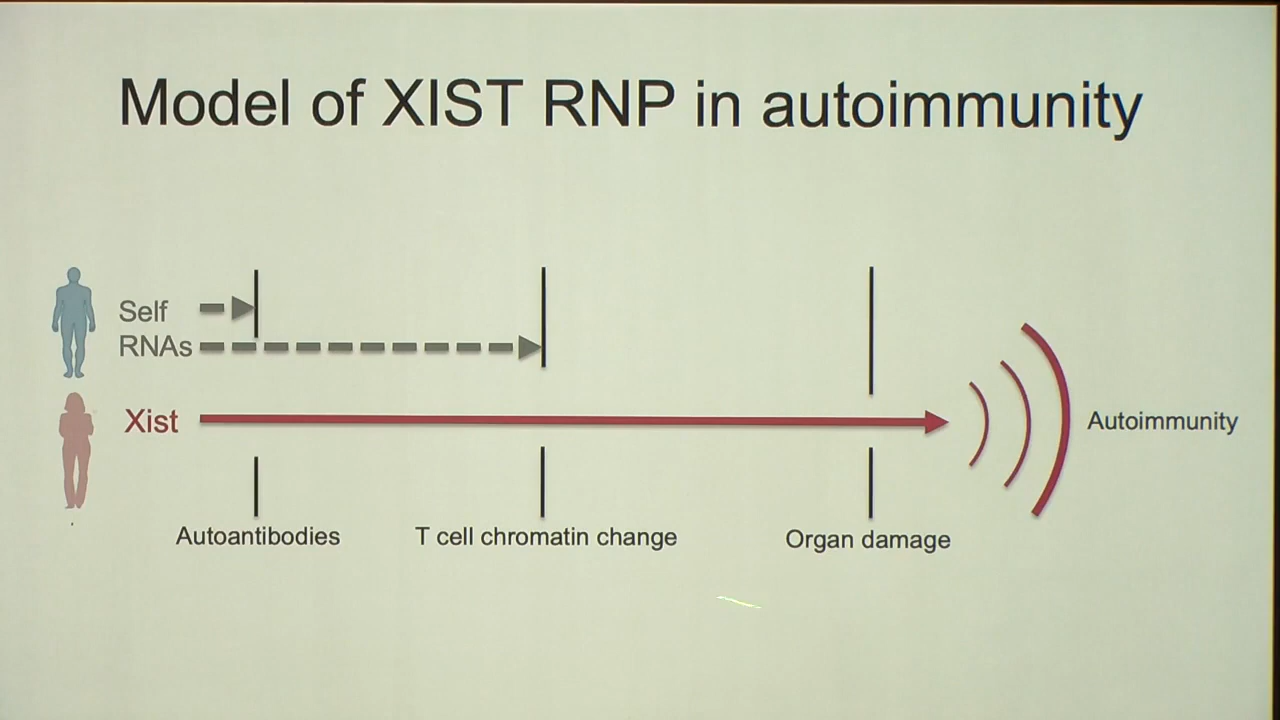 Model of XIST RNP in autoimmunity
Self
RNAs
Xist
Autoimmunity
Autoantibodies
T cell chromatin change
Organ damage